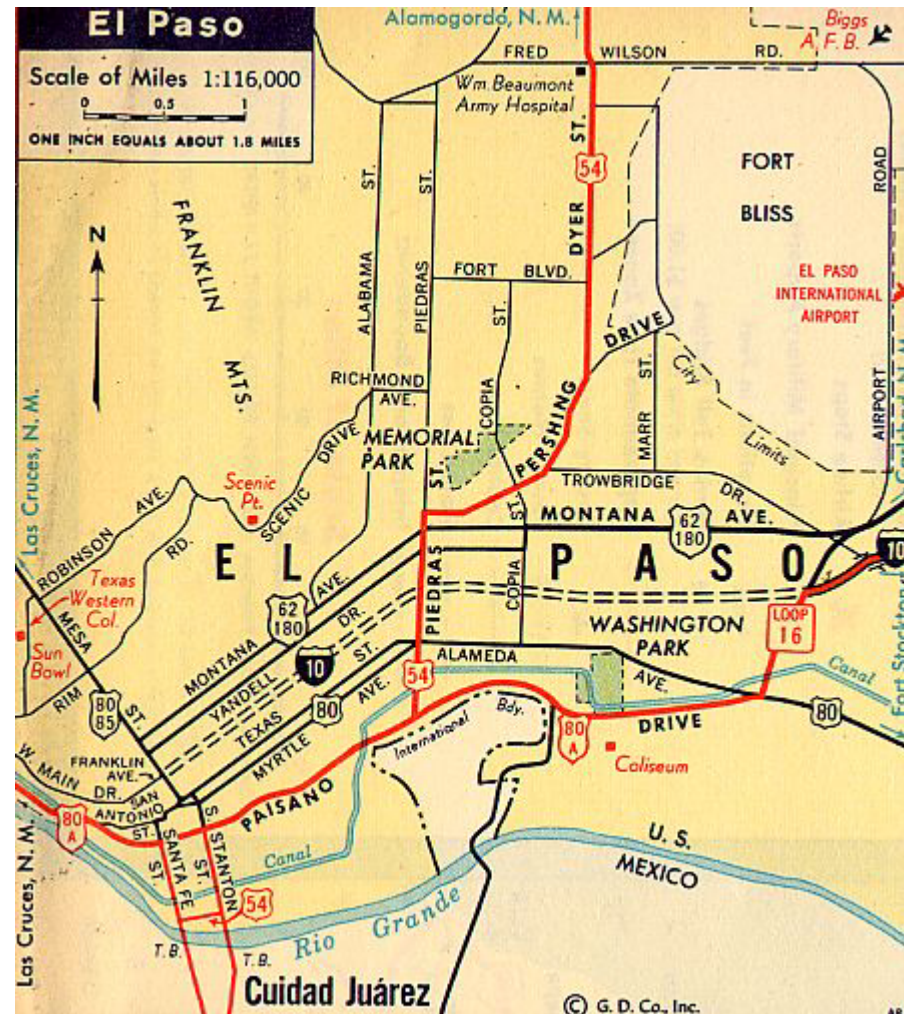 El Paso
Scale of Miles 1:116,000
0 0.5 1
ONE INCH EQUALS ABOUT 1.8 MILES
Alamogordo, N. M.
Biggs
A. F. B.
FRED WILSON RD.
Wm. Beaumont
Army Hospital
ST.
54
DYER
FORT
BLISS
ROAD
AIRPORT
EL PASO
INTERNATIONAL
AIRPORT
N
FRANKLIN
MTS.
ST.
ALABAMA
ST.
PIEDRAS
FORT BLVD.
ST.
COPIA
DRIVE
PERSHING
ST.
MARR
City
Limits
RICHMOND
AVE.
MEMORIAL
PARK
ST.
Las Cruces, N. M.
Carlsbad, N. M.
Scenic
Pt.
SCENIC DRIVE
ROBINSON AVE.
RD.
RIM
TROWBRIDGE DR.
MONTANA AVE.
62
180
ST.
COPIA
PIEDRAS
EL PASO
10
Texas
Western
Col.
Sun
Bowl
MESA
ST.
80
85
62
180
MONTANA AVE.
YANDELL DR.
10
TEXAS ST.
80
MYRTLE AVE.
54
ALAMEDA
AVE.
WASHINGTON
PARK
LOOP
16
Canal
80
Fort Stockton
International
Bdy.
80
A
DRIVE
Coliseum
PAISANO
FRANKLIN
AVE.
W. MAIN
DR.
SAN
ANTONIO
ST.
80
A
Las Cruces, N. M.
SANTA FE
ST.
S. STANTON
ST.
Canal
54
U. S.
MEXICO
Rio Grande
T. B.
T. B.
Cuidad Juárez
© G. D. Co., Inc.